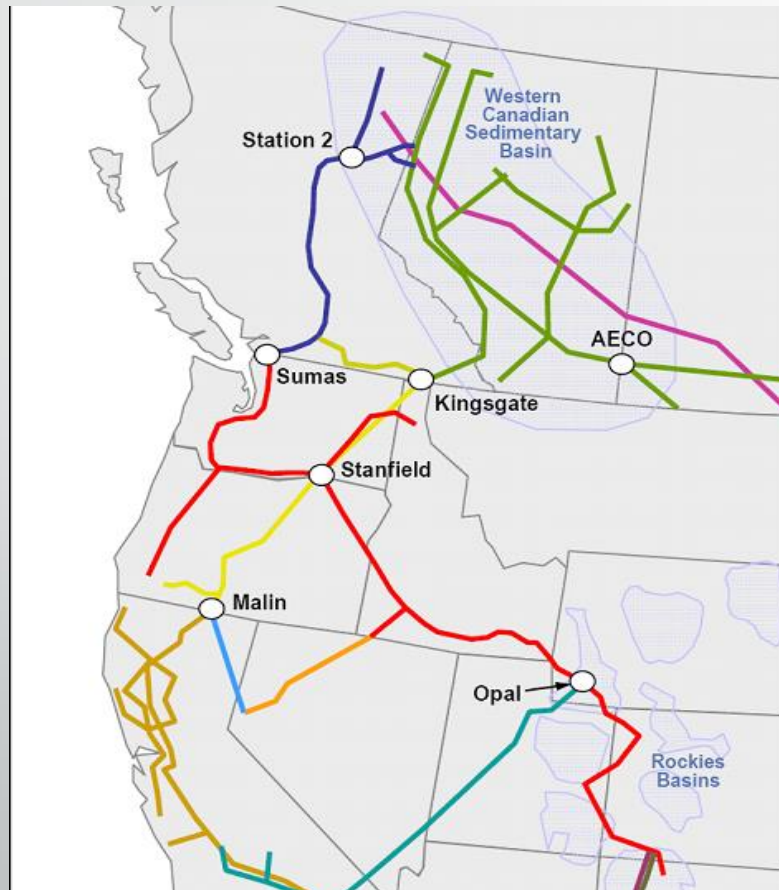 Western
Canadian
Sedimentary
Basin
Station 2
AECO
Sumas
Kingsgate
Stanfield
Malin
Opal
Rockies
Basins